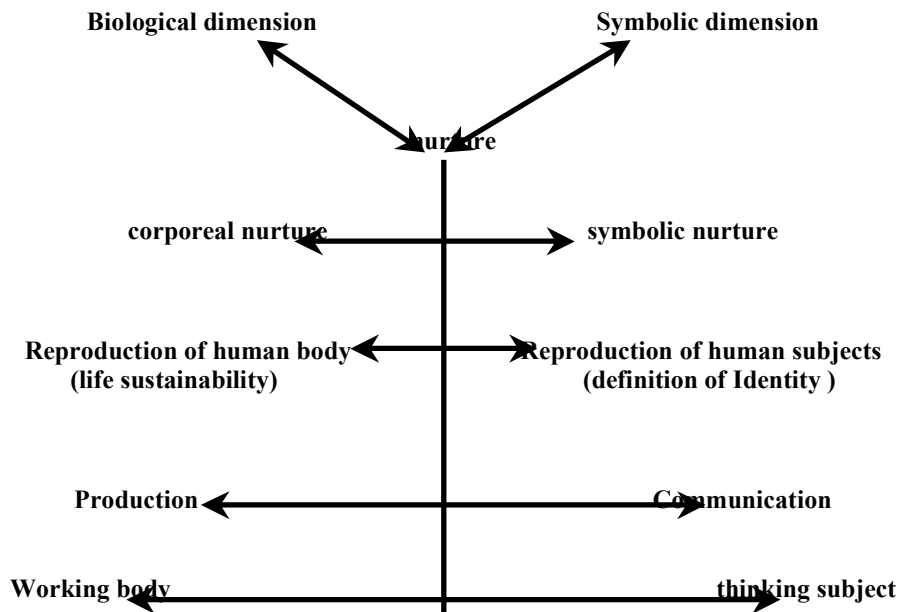 Biological dimension
Symbolic dimension
nurture
corporeal nurture
symbolic nurture
Reproduction of human body
(life sustainability)
Reproduction of human subjects
(definition of Identity )
Production
Communication
Working body
thinking subject